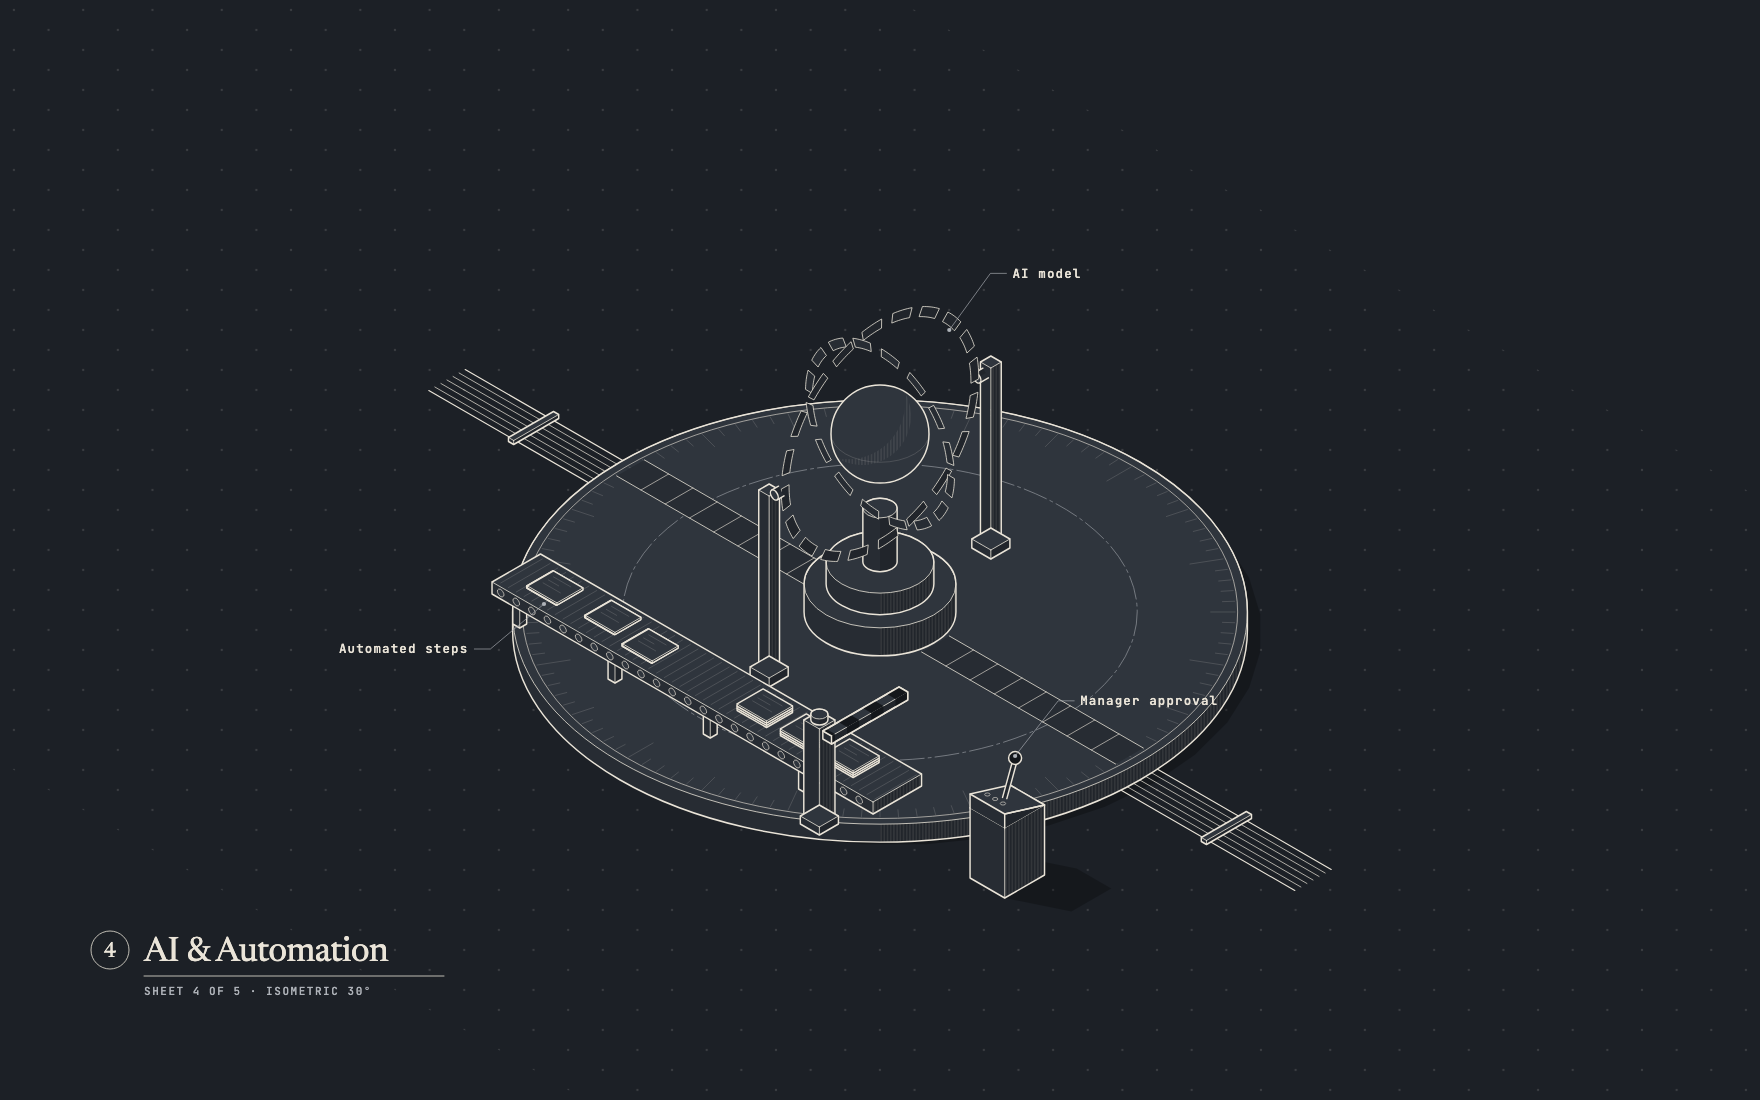 AI model
Automated steps
Manager approval
4
AI & Automation
SHEET 4 OF 5 · ISOMETRIC 30°